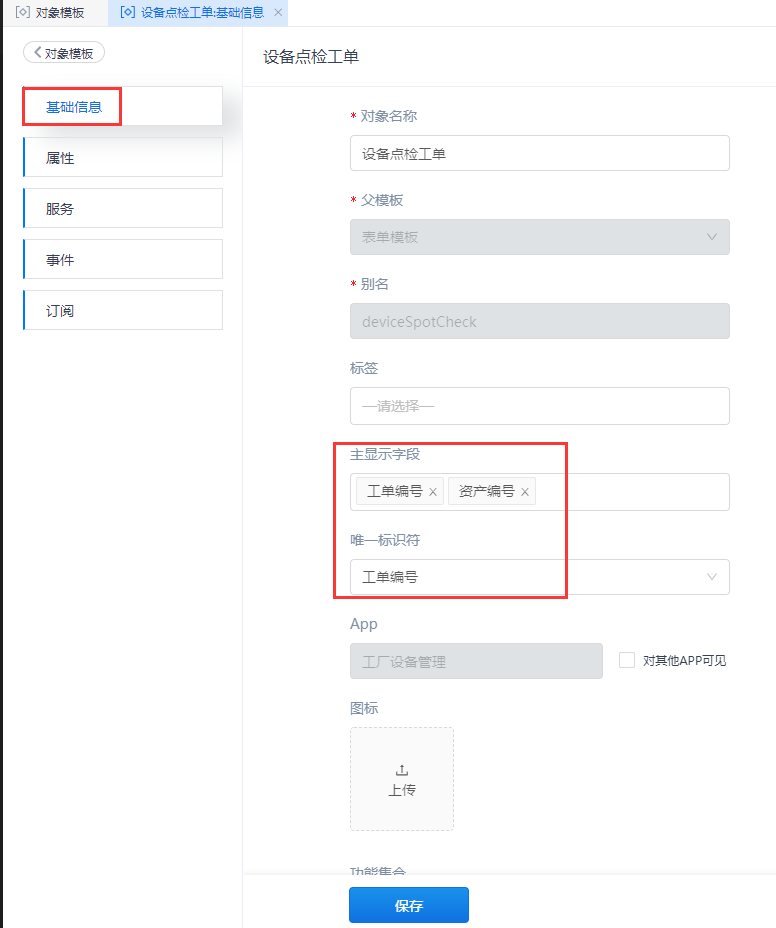 对象模板
设备点检工单:基础信息
对象模板
基础信息
属性
服务
事件
订阅
设备点检工单
* 对象名称
设备点检工单
* 父模板
表单模板
* 别名
deviceSpotCheck
标签
—请选择—
主显示字段
工单编号 x 资产编号 x
唯一标识符
工单编号
App
工厂设备管理
对其他APP可见
图标
上传
功能集合
保存